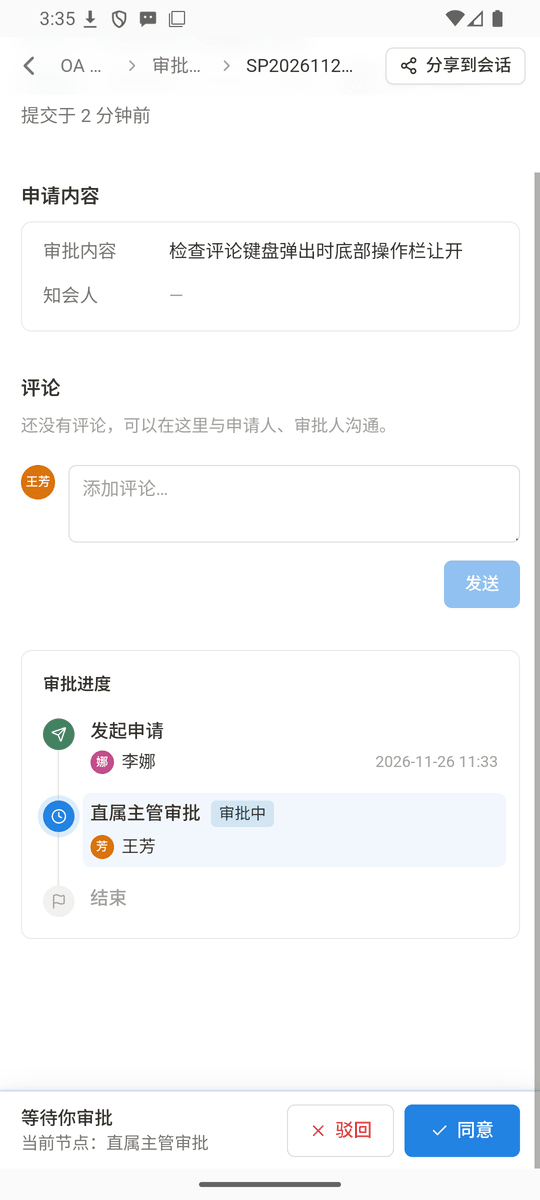 3:35
OA ...
审批...
SP2026112...
分享到会话
提交于 2 分钟前
申请内容
审批内容 检查评论键盘弹出时底部操作栏让开
知会人 —
评论
还没有评论，可以在这里与申请人、审批人沟通。
王芳
添加评论...
发送
审批进度
发起申请
娜 李娜 2026-11-26 11:33
直属主管审批 审批中
芳 王芳
结束
等待你审批
当前节点：直属主管审批
驳回
同意